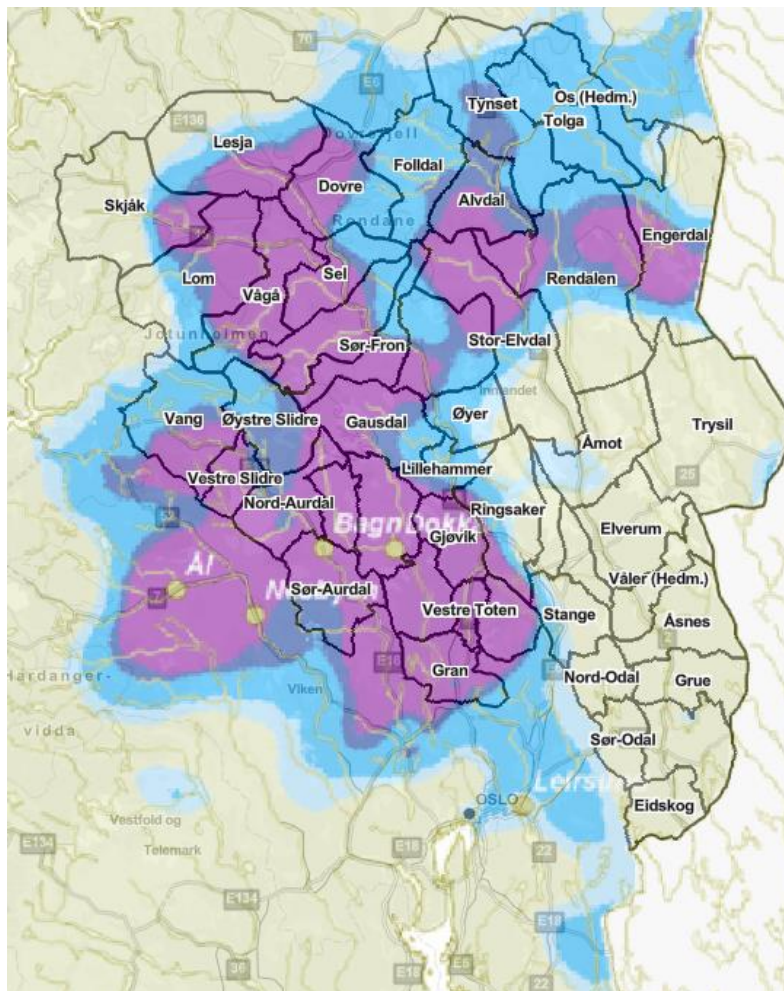 70
E6
Tynset
Os (Hedm.)
Tolga
E136
Dovrefjell
Lesja
Folldal
Dovre
Skjåk
Alvdal
Rondane
Engerdal
Lom
Sel
Rendalen
Vågå
Jotunheimen
Sør-Fron
Stor-Elvdal
Innlandet
Vang
Øystre Slidre
Gausdal
Øyer
Trysil
Åmot
Lillehammer
25
Vestre Slidre
Nord-Aurdal
Ringsaker
Bagn
Dokka
Elverum
Gjøvik
Ål
Våler (Hedm.)
7
Sør-Aurdal
Vestre Toten
Stange
Åsnes
2
E16
Gran
Nord-Odal
Grue
Hardanger-
Viken
vidda
Sør-Odal
OSLO
Eidskog
Vestfold og
Telemark
E134
E18
22
E134
E18
36
E18
E6
22